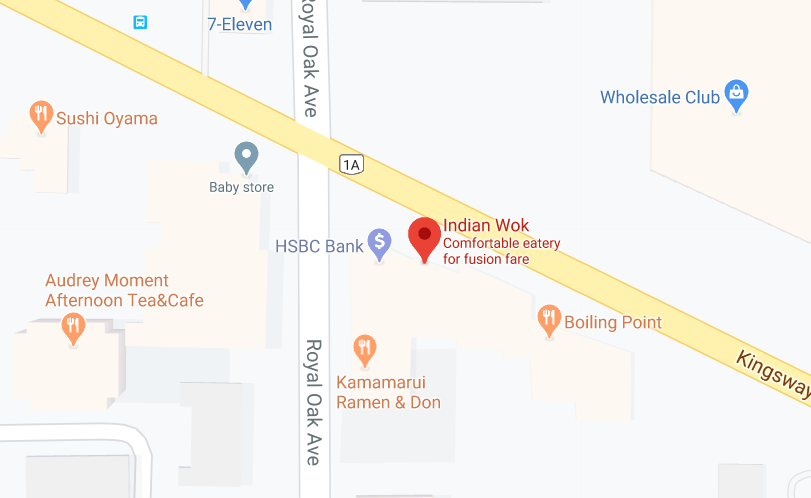 7-Eleven
Royal Oak Ave
Wholesale Club
Sushi Oyama
1A
Baby store
Indian Wok
Comfortable eatery
for fusion fare
HSBC Bank
$
Audrey Moment
Afternoon Tea&Cafe
Boiling Point
Kingsway
Royal Oak Ave
Kamamarui
Ramen & Don